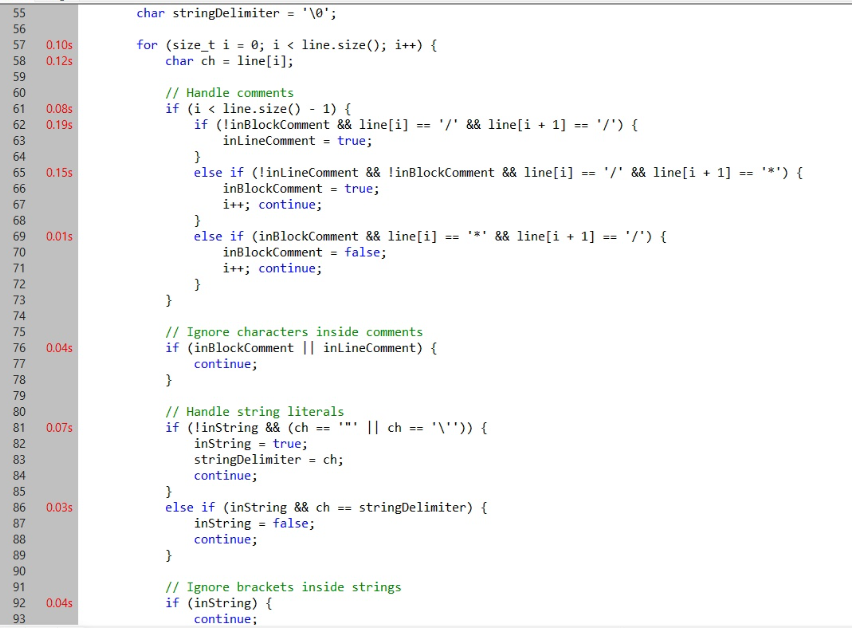 55 char stringDelimiter = '\0';
56
57 0.10s for (size_t i = 0; i < line.size(); i++) {
58 0.12s char ch = line[i];
59
60 // Handle comments
61 0.08s if (i < line.size() - 1) {
62 0.19s if (!inBlockComment && line[i] == '/' && line[i + 1] == '/') {
63 inLineComment = true;
64 }
65 0.15s else if (!inLineComment && !inBlockComment && line[i] == '/' && line[i + 1] == '*') {
66 inBlockComment = true;
67 i++; continue;
68 }
69 0.01s else if (inBlockComment && line[i] == '*' && line[i + 1] == '/') {
70 inBlockComment = false;
71 i++; continue;
72 }
73 }
74
75 // Ignore characters inside comments
76 0.04s if (inBlockComment || inLineComment) {
77 continue;
78 }
79
80 // Handle string literals
81 0.07s if (!inString && (ch == '"' || ch == '\'')) {
82 inString = true;
83 stringDelimiter = ch;
84 continue;
85 }
86 0.03s else if (inString && ch == stringDelimiter) {
87 inString = false;
88 continue;
89 }
90
91 // Ignore brackets inside strings
92 0.04s if (inString) {
93 continue;